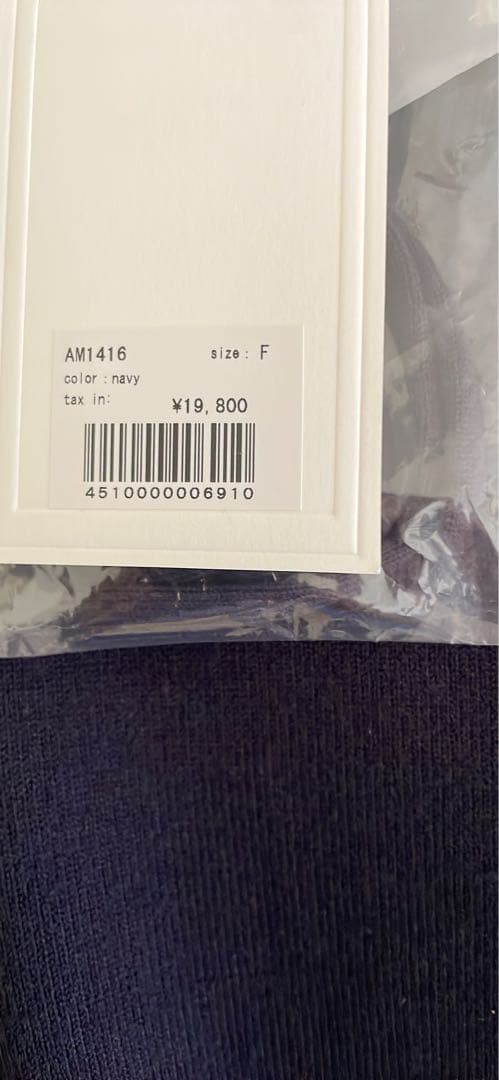 AM1416 size: F
color:navy
tax in: ¥19,800
4510000006910